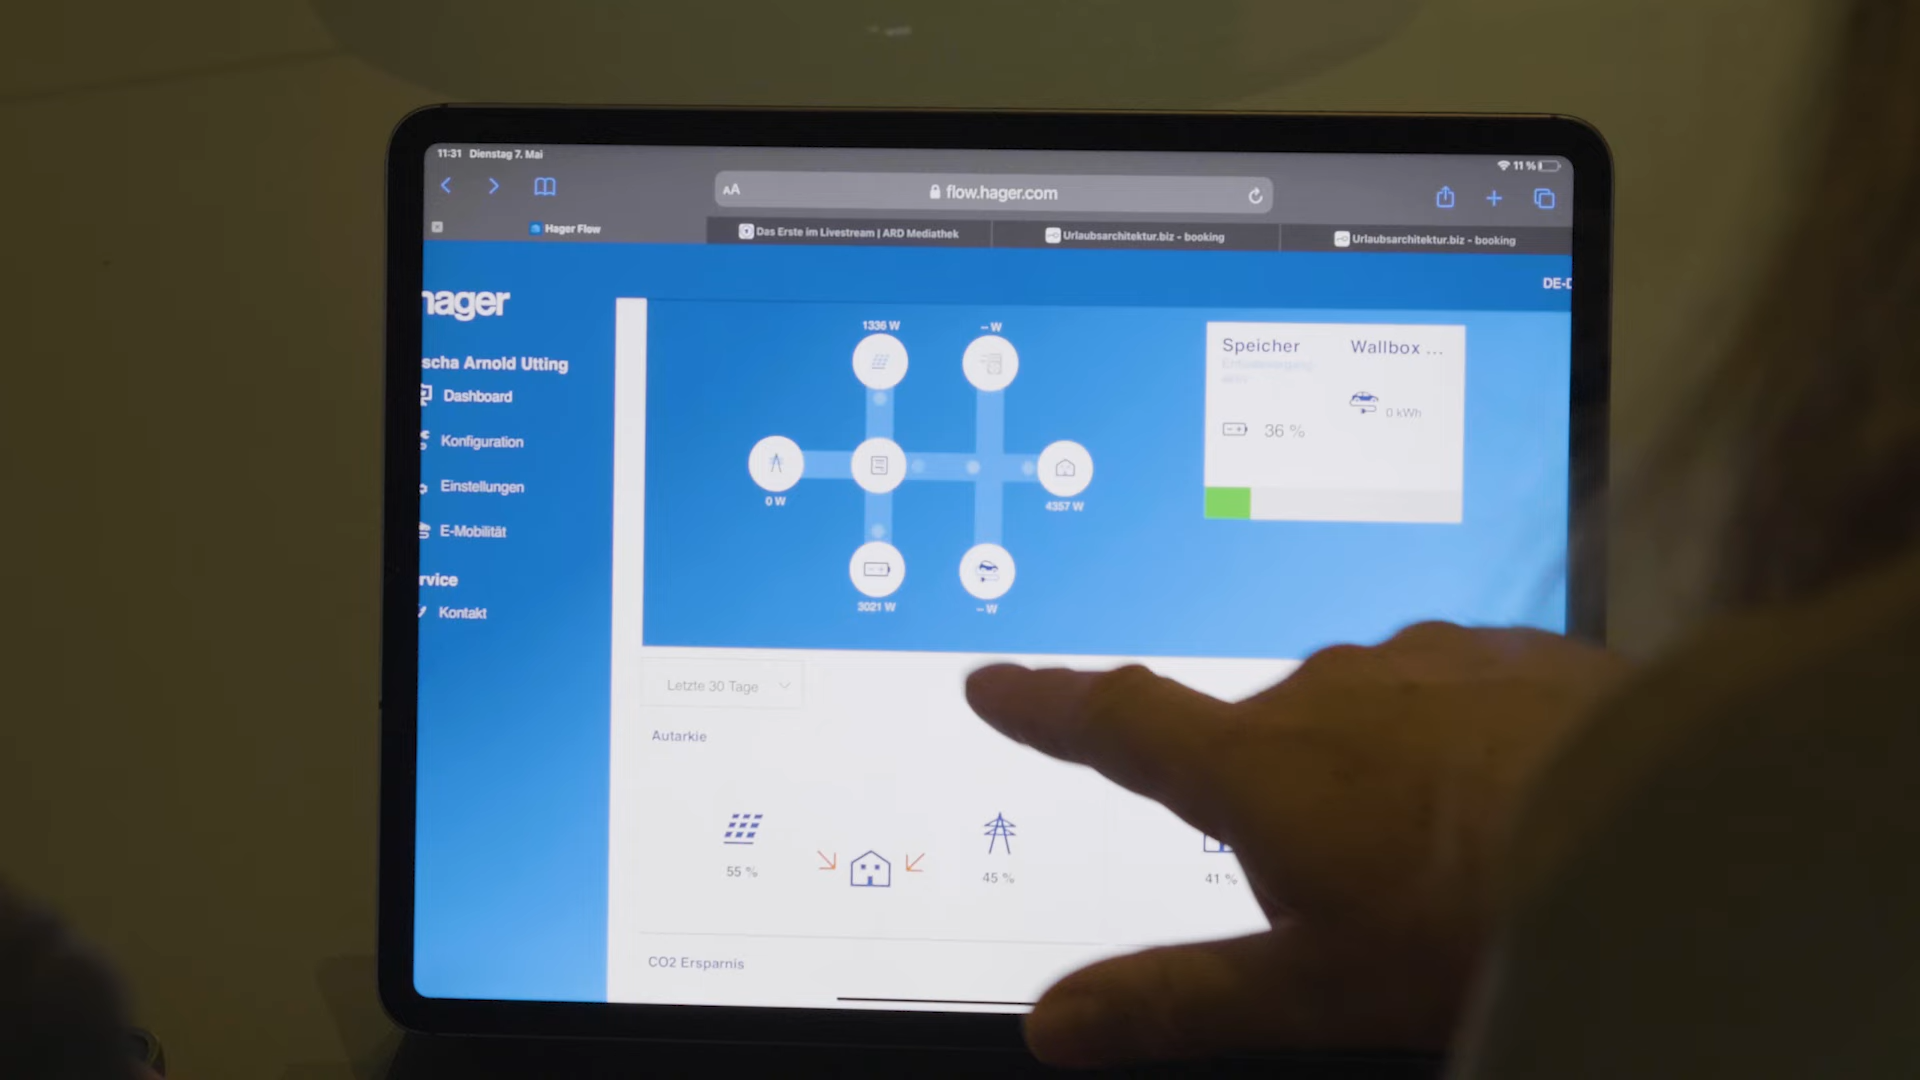 11:31 Dienstag 7. Mai
11 %
AA
flow.hager.com
Hager Flow
Das Erste im Livestream | ARD Mediathek
Urlaubsarchitektur.biz - booking
Urlaubsarchitektur.biz - booking
hager
DE-D
scha Arnold Utting
Dashboard
Konfiguration
Einstellungen
E-Mobilität
rvice
Kontakt
1336 W
– W
0 W
4357 W
3021 W
– W
Speicher
Wallbox ...
0 kWh
36 %
Letzte 30 Tage
Autarkie
55 %
45 %
41 %
CO2 Ersparnis